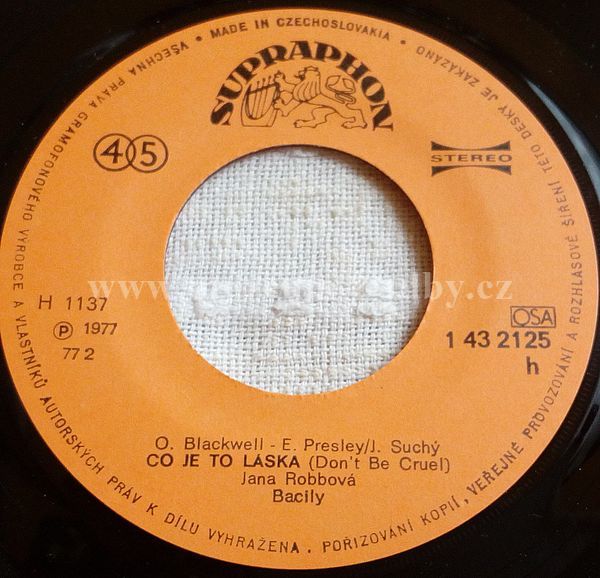 VŠECHNA PRÁVA GRAMOFONOVÉHO VÝROBCE A VLASTNÍKŮ AUTORSKÝCH PRÁV K DÍLU VYHRAŽENA. POŘIZOVÁNÍ KOPIÍ, VEŘEJNÉ PROVOZOVÁNÍ A ROZHLASOVÉ ŠÍŘENÍ TÉTO DESKY JE ZAKÁZÁNO • MADE IN CZECHOSLOVAKIA •
SUPRAPHON
45
STEREO
www. .cz
H 1137
℗ 1977
77 2
OSA
1 43 2125
h
O. Blackwell - E. Presley/J. Suchý
CO JE TO LÁSKA (Don't Be Cruel)
Jana Robbová
Bacily